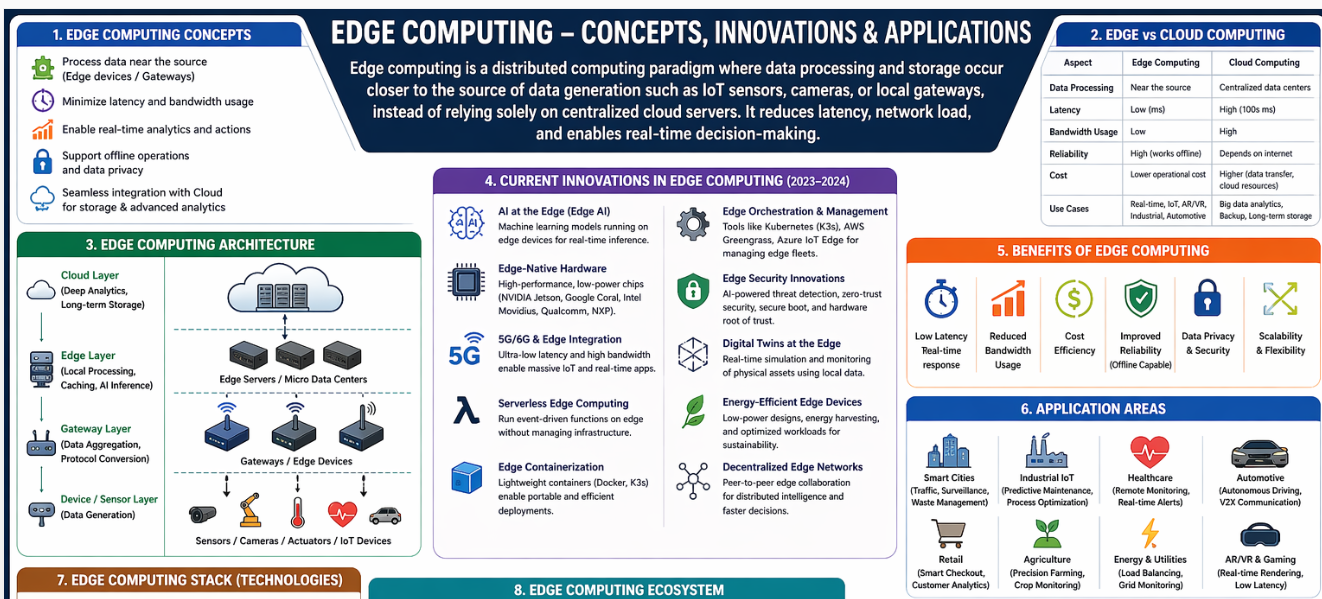 EDGE COMPUTING – CONCEPTS, INNOVATIONS & APPLICATIONS
Edge computing is a distributed computing paradigm where data processing and storage occur
closer to the source of data generation such as IoT sensors, cameras, or local gateways,
instead of relying solely on centralized cloud servers. It reduces latency, network load,
and enables real-time decision-making.
1. EDGE COMPUTING CONCEPTS
Process data near the source
(Edge devices / Gateways)
Minimize latency and bandwidth usage
Enable real-time analytics and actions
Support offline operations
and data privacy
Seamless integration with Cloud
for storage & advanced analytics
2. EDGE vs CLOUD COMPUTING
Aspect Edge Computing Cloud Computing
Data Processing Near the source Centralized data centers
Latency Low (ms) High (100s ms)
Bandwidth Usage Low High
Reliability High (works offline) Depends on internet
Cost Lower operational cost Higher (data transfer,
cloud resources)
Use Cases Real-time, IoT, AR/VR, Big data analytics,
Industrial, Automotive Backup, Long-term storage
3. EDGE COMPUTING ARCHITECTURE
Cloud Layer
(Deep Analytics,
Long-term Storage)
Edge Layer
(Local Processing,
Caching, AI Inference)
Gateway Layer
(Data Aggregation,
Protocol Conversion)
Device / Sensor Layer
(Data Generation)
Edge Servers / Micro Data Centers
Gateways / Edge Devices
Sensors / Cameras / Actuators / IoT Devices
4. CURRENT INNOVATIONS IN EDGE COMPUTING (2023–2024)
AI
AI at the Edge (Edge AI)
Machine learning models running on
edge devices for real-time inference.
Edge-Native Hardware
High-performance, low-power chips
(NVIDIA Jetson, Google Coral, Intel
Movidius, Qualcomm, NXP).
5G
5G/6G & Edge Integration
Ultra-low latency and high bandwidth
enable massive IoT and real-time apps.
λ
Serverless Edge Computing
Run event-driven functions on edge
without managing infrastructure.
Edge Containerization
Lightweight containers (Docker, K3s)
enable portable and efficient
deployments.
Edge Orchestration & Management
Tools like Kubernetes (K3s), AWS
Greengrass, Azure IoT Edge for
managing edge fleets.
Edge Security Innovations
AI-powered threat detection, zero-trust
security, secure boot, and hardware
root of trust.
Digital Twins at the Edge
Real-time simulation and monitoring
of physical assets using local data.
Energy-Efficient Edge Devices
Low-power designs, energy harvesting,
and optimized workloads for
sustainability.
Decentralized Edge Networks
Peer-to-peer edge collaboration
for distributed intelligence and
faster decisions.
5. BENEFITS OF EDGE COMPUTING
$
Low Latency
Real-time
response
Reduced
Bandwidth
Usage
Cost
Efficiency
Improved
Reliability
(Offline Capable)
Data Privacy
& Security
Scalability
& Flexibility
6. APPLICATION AREAS
Smart Cities
(Traffic, Surveillance,
Waste Management)
Industrial IoT
(Predictive Maintenance,
Process Optimization)
Healthcare
(Remote Monitoring,
Real-time Alerts)
Automotive
(Autonomous Driving,
V2X Communication)
Retail
(Smart Checkout,
Customer Analytics)
Agriculture
(Precision Farming,
Crop Monitoring)
Energy & Utilities
(Load Balancing,
Grid Monitoring)
AR/VR & Gaming
(Real-time Rendering,
Low Latency)
7. EDGE COMPUTING STACK (TECHNOLOGIES)
8. EDGE COMPUTING ECOSYSTEM